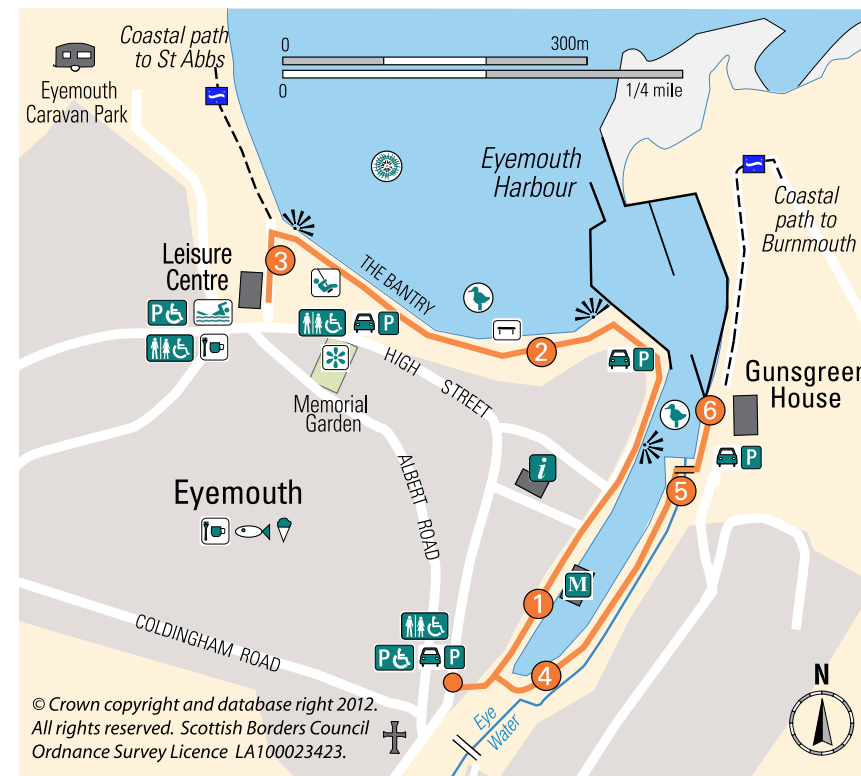 Coastal path
to St Abbs
0
300m
0
1/4 mile
Eyemouth
Caravan Park
Eyemouth
Harbour
Coastal
path to
Burnmouth
Leisure
Centre
3
THE BANTRY
P
P
2
P
HIGH STREET
Memorial
Garden
Gunsgreen
House
6
P
i
5
ALBERT ROAD
Eyemouth
M
1
COLDINGHAM ROAD
P
P
4
N
Eye
Water
© Crown copyright and database right 2012.
All rights reserved. Scottish Borders Council
Ordnance Survey Licence LA100023423.